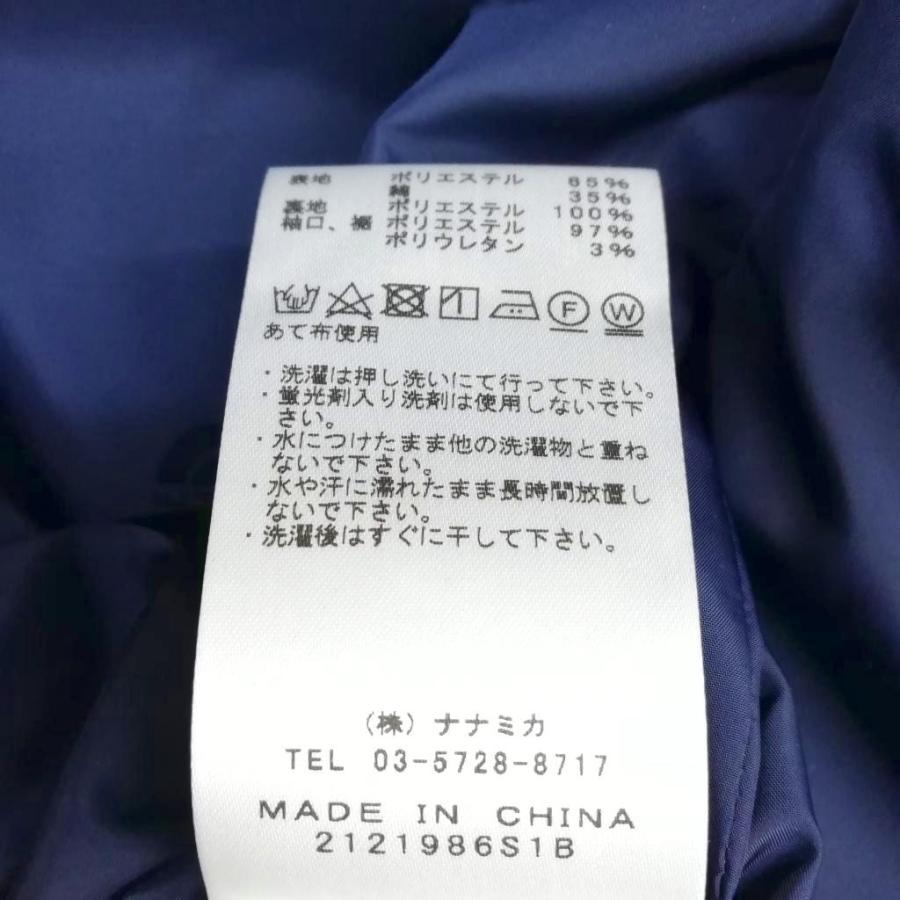 表地 ポリエステル 65%
綿 35%
裏地 ポリエステル 100%
袖口、裾 ポリエステル 97%
ポリウレタン 3%
1 F W
あて布使用
・洗濯は押し洗いにて行って下さい。
・蛍光剤入り洗剤は使用しないで下
さい。
・水につけたまま他の洗濯物と重ね
ないで下さい。
・水や汗に濡れたまま長時間放置し
ないで下さい。
・洗濯後はすぐに干して下さい。
(株) ナナミカ
TEL 03-5728-8717
MADE IN CHINA
2121986S1B